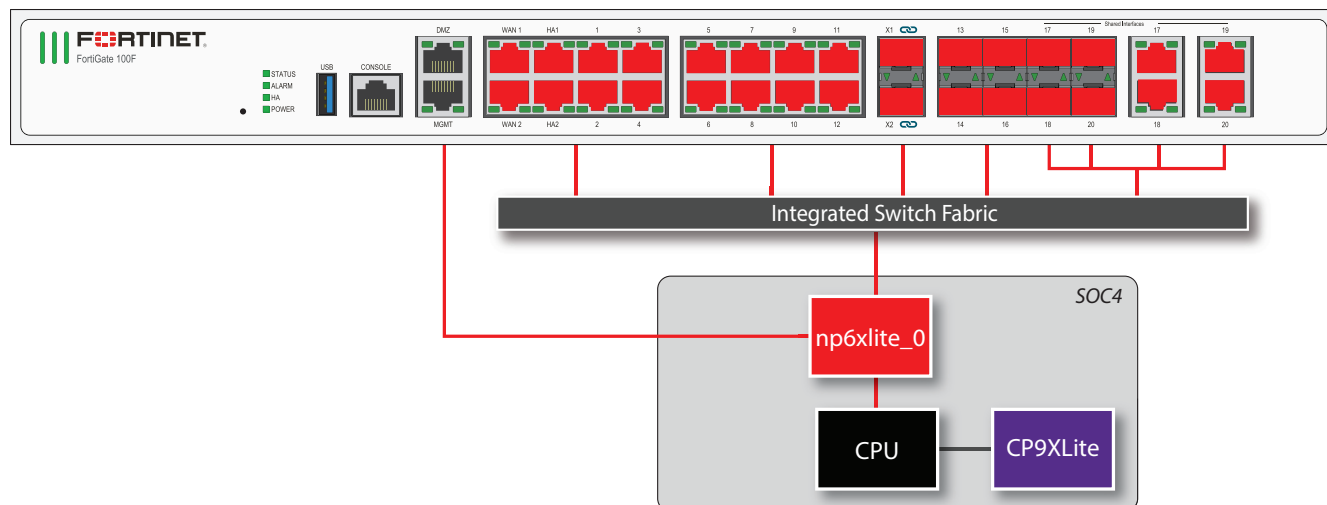 Shared Interfaces
DMZ WAN 1 HA1 1 3 5 7 9 11 X1 13 15 17 19 17 19
FORTINET
FortiGate 100F
USB CONSOLE
STATUS
ALARM
HA
POWER
MGMT WAN 2 HA2 2 4 6 8 10 12 X2 14 16 18 20 18 20
Integrated Switch Fabric
SOC4
np6xlite_0
CPU CP9XLite